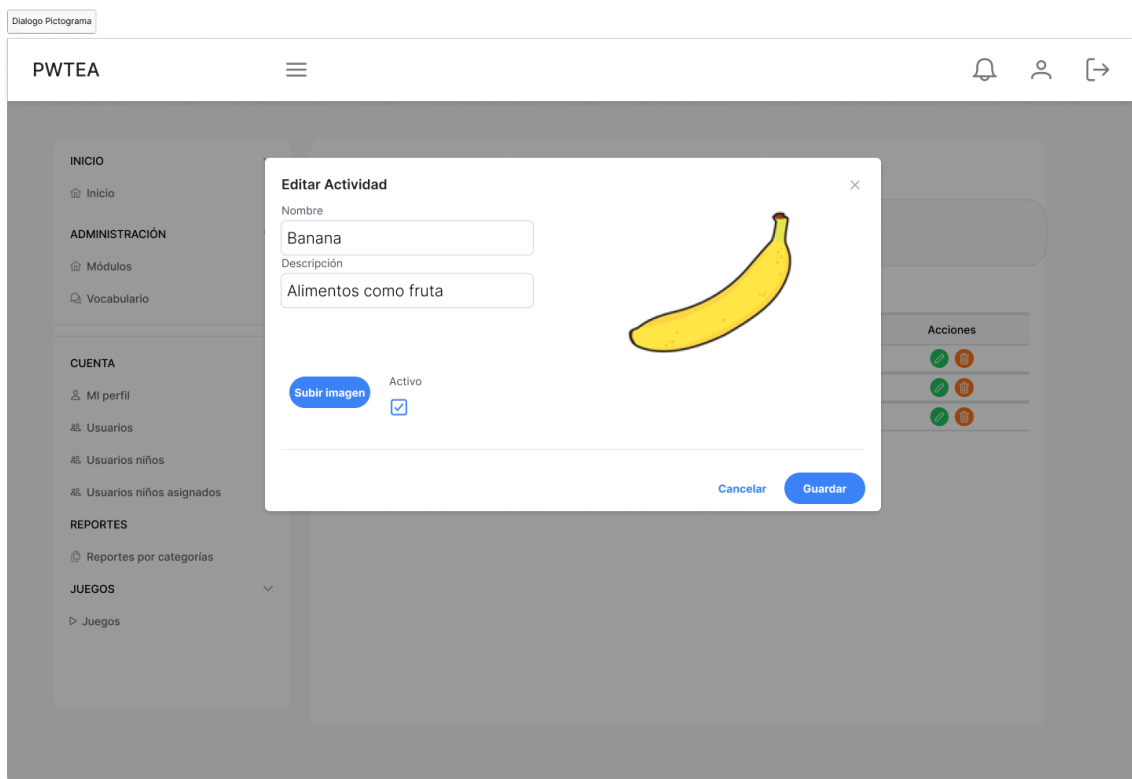 Dialogo Pictograma
PWTEA
INICIO
Inicio
ADMINISTRACIÓN
Módulos
Vocabulario
CUENTA
MI perfil
Usuarios
Usuarios niños
Usuarios niños asignados
REPORTES
Reportes por categorías
JUEGOS
Juegos
Editar Actividad
Nombre
Banana
Descripción
Alimentos como fruta
Subir imagen
Activo
Cancelar
Guardar
Acciones